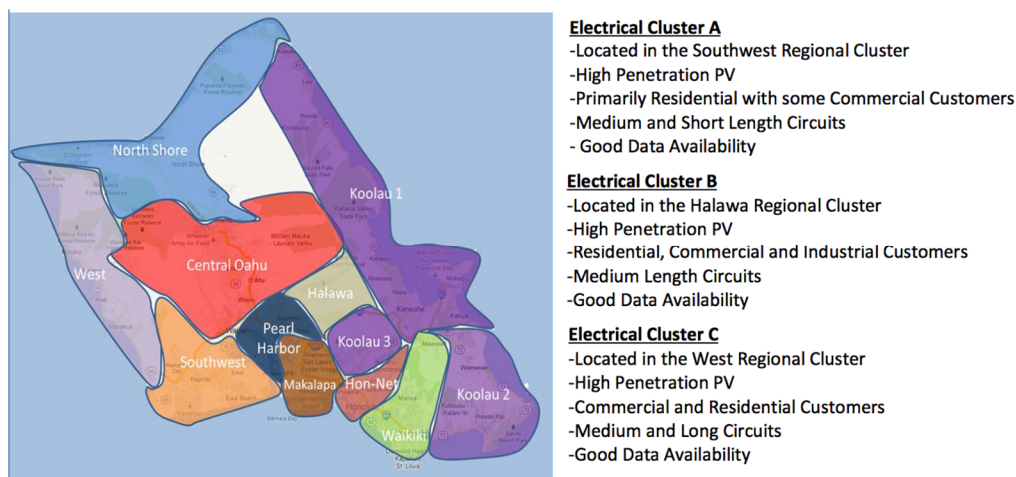 North Shore
Koolau 1
Central Oahu
West
Halawa
Pearl
Harbor
Koolau 3
Southwest
Makalapa
Hon-Net
Koolau 2
Waikiki
Electrical Cluster A
-Located in the Southwest Regional Cluster
-High Penetration PV
-Primarily Residential with some Commercial Customers
-Medium and Short Length Circuits
- Good Data Availability
Electrical Cluster B
-Located in the Halawa Regional Cluster
-High Penetration PV
-Residential, Commercial and Industrial Customers
-Medium Length Circuits
-Good Data Availability
Electrical Cluster C
-Located in the West Regional Cluster
-High Penetration PV
-Commercial and Residential Customers
-Medium and Long Circuits
-Good Data Availability